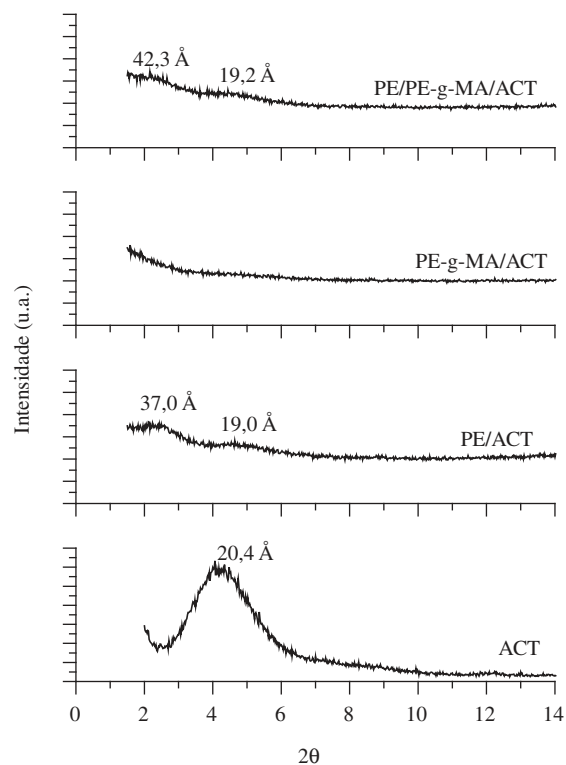 42,3 Å
19,2 Å
PE/PE-g-MA/ACT
PE-g-MA/ACT
37,0 Å
19,0 Å
PE/ACT
20,4 Å
ACT
Intensidade (u.a.)
0 2 4 6 8 10 12 14
2θ